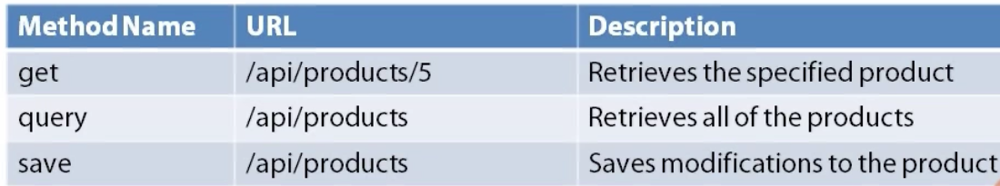 Method Name URL Description
get /api/products/5 Retrieves the specified product
query /api/products Retrieves all of the products
save /api/products Saves modifications to the product